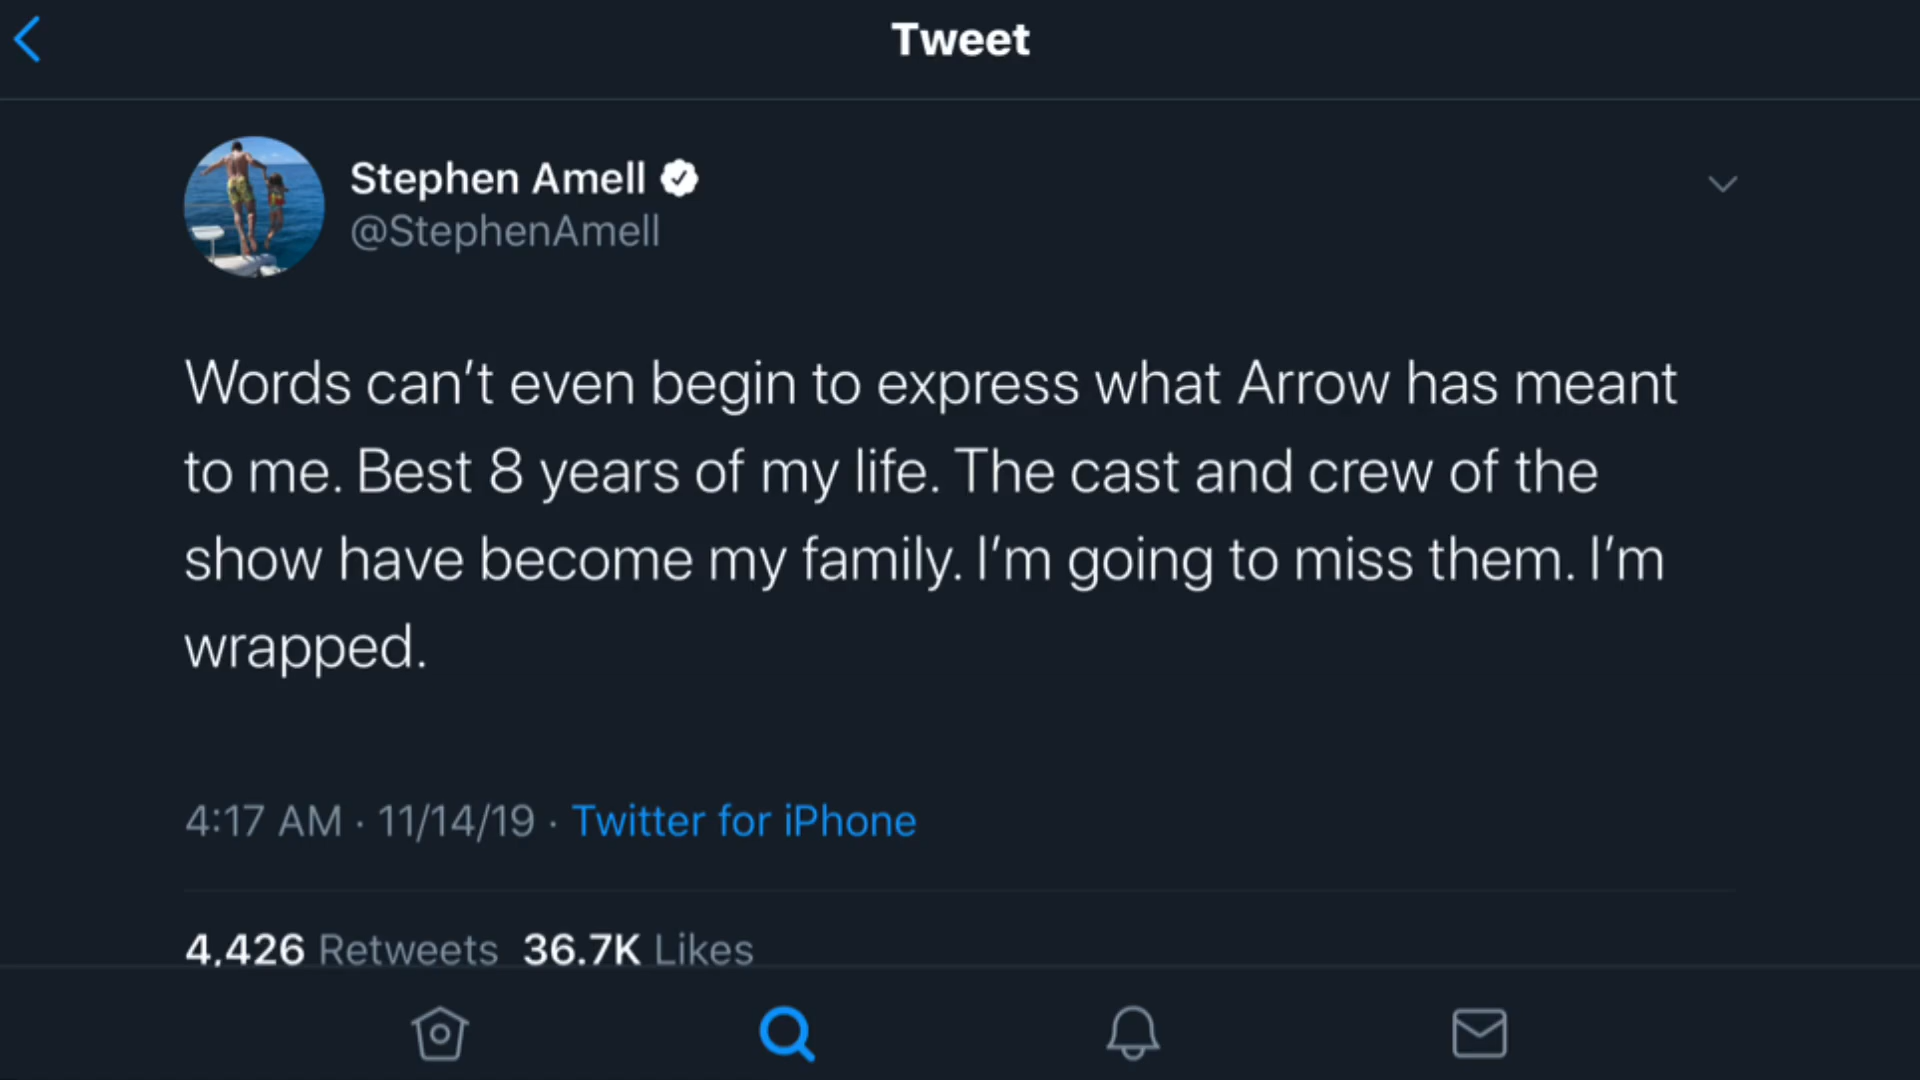 Tweet
Stephen Amell
@StephenAmell
Words can’t even begin to express what Arrow has meant
to me. Best 8 years of my life. The cast and crew of the
show have become my family. I’m going to miss them. I’m
wrapped.
4:17 AM · 11/14/19 · Twitter for iPhone
4,426 Retweets 36.7K Likes